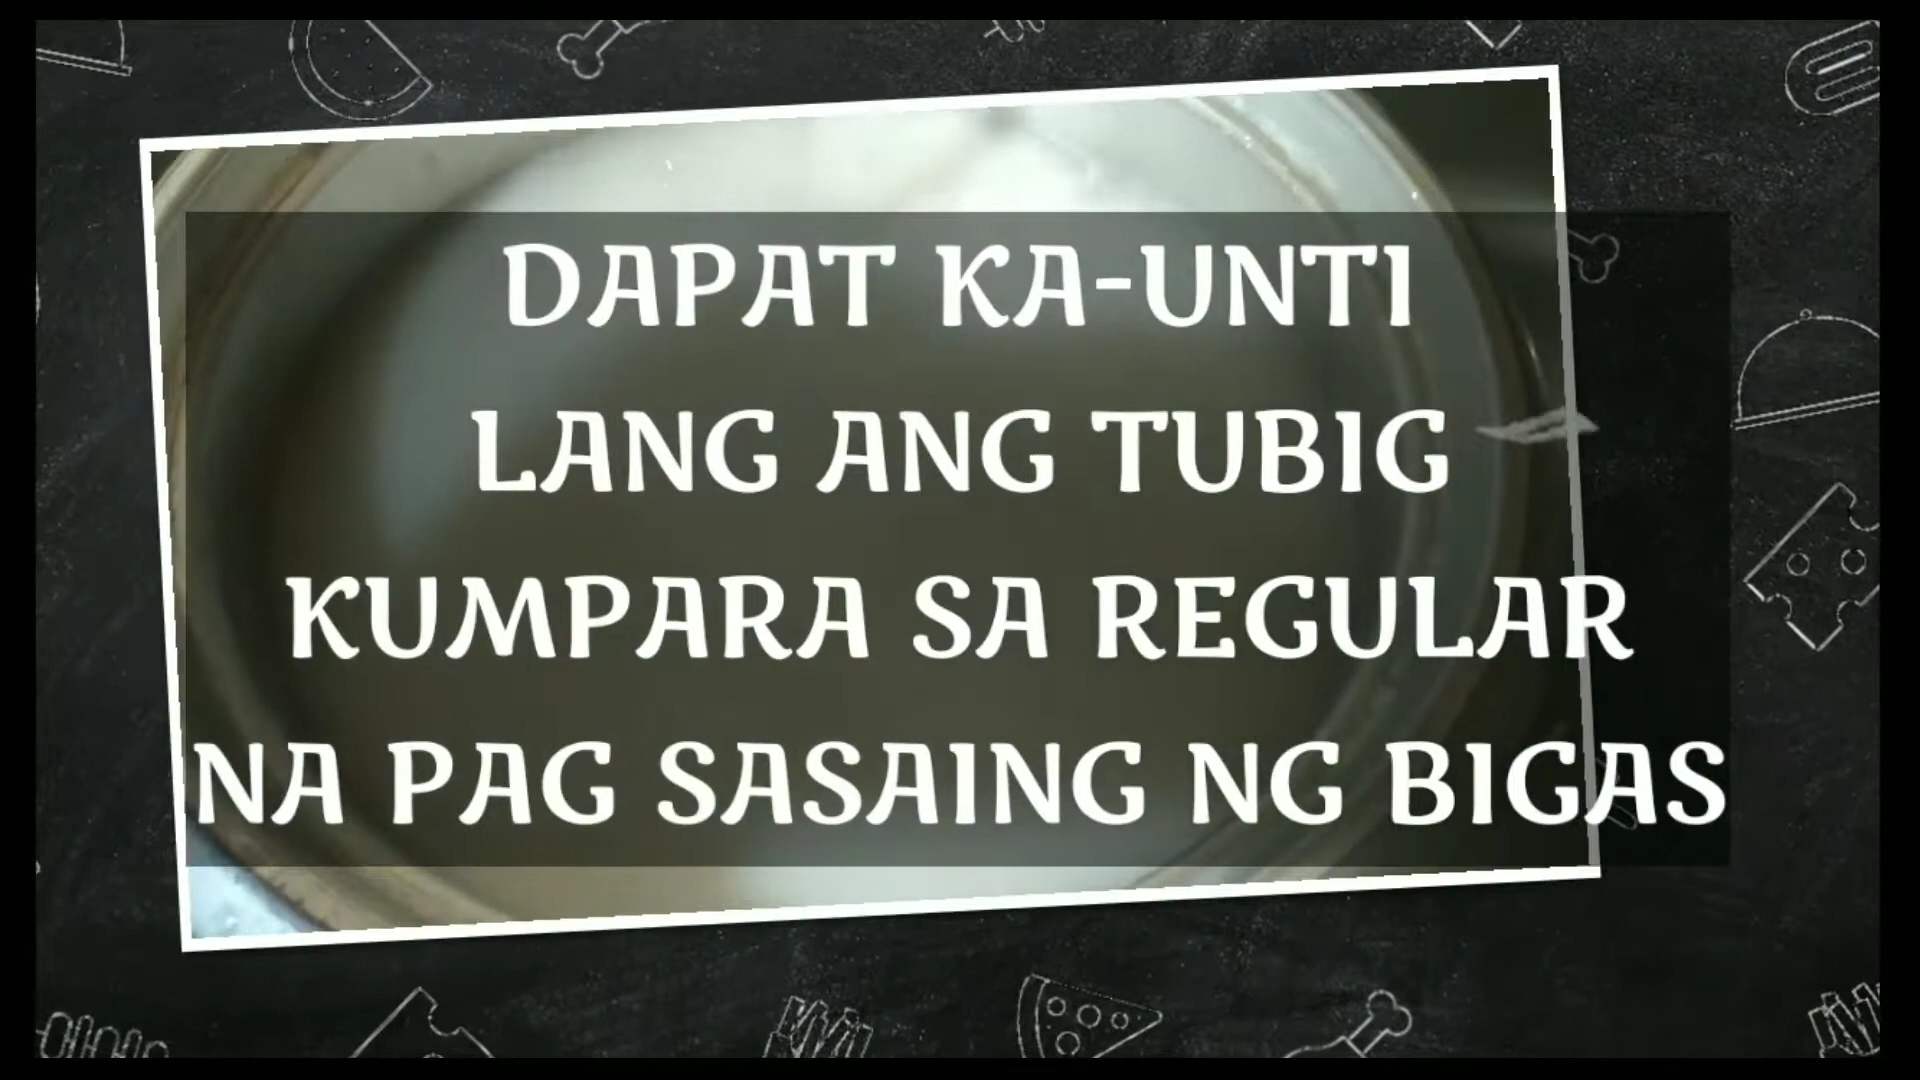 DAPAT KA-UNTI
LANG ANG TUBIG
KUMPARA SA REGULAR
NA PAG SASAING NG BIGAS